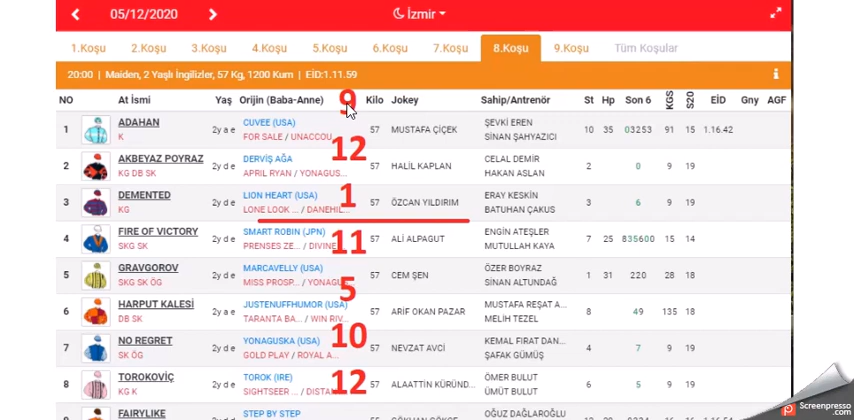 05/12/2020 İzmir
1.Koşu 2.Koşu 3.Koşu 4.Koşu 5.Koşu 6.Koşu 7.Koşu 8.Koşu 9.Koşu Tüm Koşular
20:00 | Maiden, 2 Yaşlı İngilizler, 57 Kg, 1200 Kum | EİD:1.11.59
NO At İsmi Yaş Orijin (Baba-Anne) 9 Kilo Jokey Sahip/Antrenör St Hp Son 6 KGS S20 EİD Gny AGF
1 ADAHAN 2y a e CUVEE (USA) 57 MUSTAFA ÇİÇEK ŞEVKİ EREN 10 35 03253 91 15 1.16.42
K FOR SALE / UNACCOU... SİNAN ŞAHYAZICI
12
2 AKBEYAZ POYRAZ 2y d e DERVİŞ AĞA 57 HALİL KAPLAN CELAL DEMİR 2 0 9 19
KG DB SK APRIL RYAN / YONAGUS... HAKAN ASLAN
3 DEMENTED 2y d e LION HEART (USA) 1 57 ÖZCAN YILDIRIM ERAY KESKİN 3 6 9 19
KG LONE LOOK ... / DANEHIL... BATUHAN ÇAKUS
4 FIRE OF VICTORY 2y d e SMART ROBIN (JPN) 11 57 ALİ ALPAGUT ENGİN ATEŞLER 7 25 835600 15 14
SKG SK PRENSES ZE... / DIVINE MUTULLAH KAYA
5 GRAVGOROV 2y d e MARCAVELLY (USA) 57 CEM ŞEN ÖZER BOYRAZ 1 31 220 28 18
SKG SK ÖG MISS PROSP... / YONAGUS SİNAN ALTUNDAĞ
5
6 HARPUT KALESİ 2y a e JUSTENUFFHUMOR (USA) 57 ARİF OKAN PAZAR MUSTAFA REŞAT A... 8 49 135 18
DB SK TARANTA BA... / WIN RIV... MELİH TEZEL
10
7 NO REGRET 2y d e YONAGUSKA (USA) 57 NEVZAT AVCİ KEMAL FIRAT DAN... 4 7 9 19
SK ÖG GOLD PLAY / ROYAL A... ŞAFAK GÜMÜŞ
8 TOROKOVİÇ 2y d e TOROK (IRE) 12 57 ALAATTİN KÜRÜND... ÖMER BULUT 6 5 9 19
KG K SIGHTSEER ... / DISTA ÜMÜT BULUT
FAIRYLIKE STEP BY STEP OĞUZ DAĞLAROĞLU
Screenpresso
.com